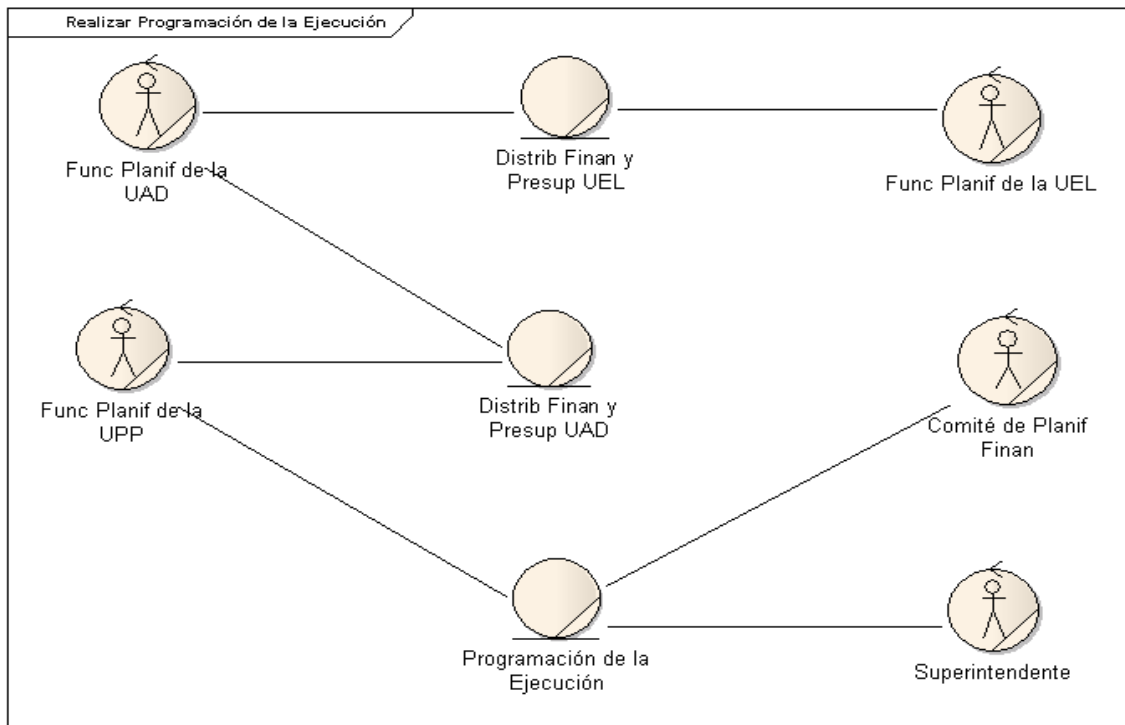 Realizar Programación de la Ejecución
Func Planif de la
UAD
Distrib Finan y
Presup UEL
Func Planif de la UEL
Func Planif de la
UPP
Distrib Finan y
Presup UAD
Comité de Planif
Finan
Programación de la
Ejecución
Superintendente